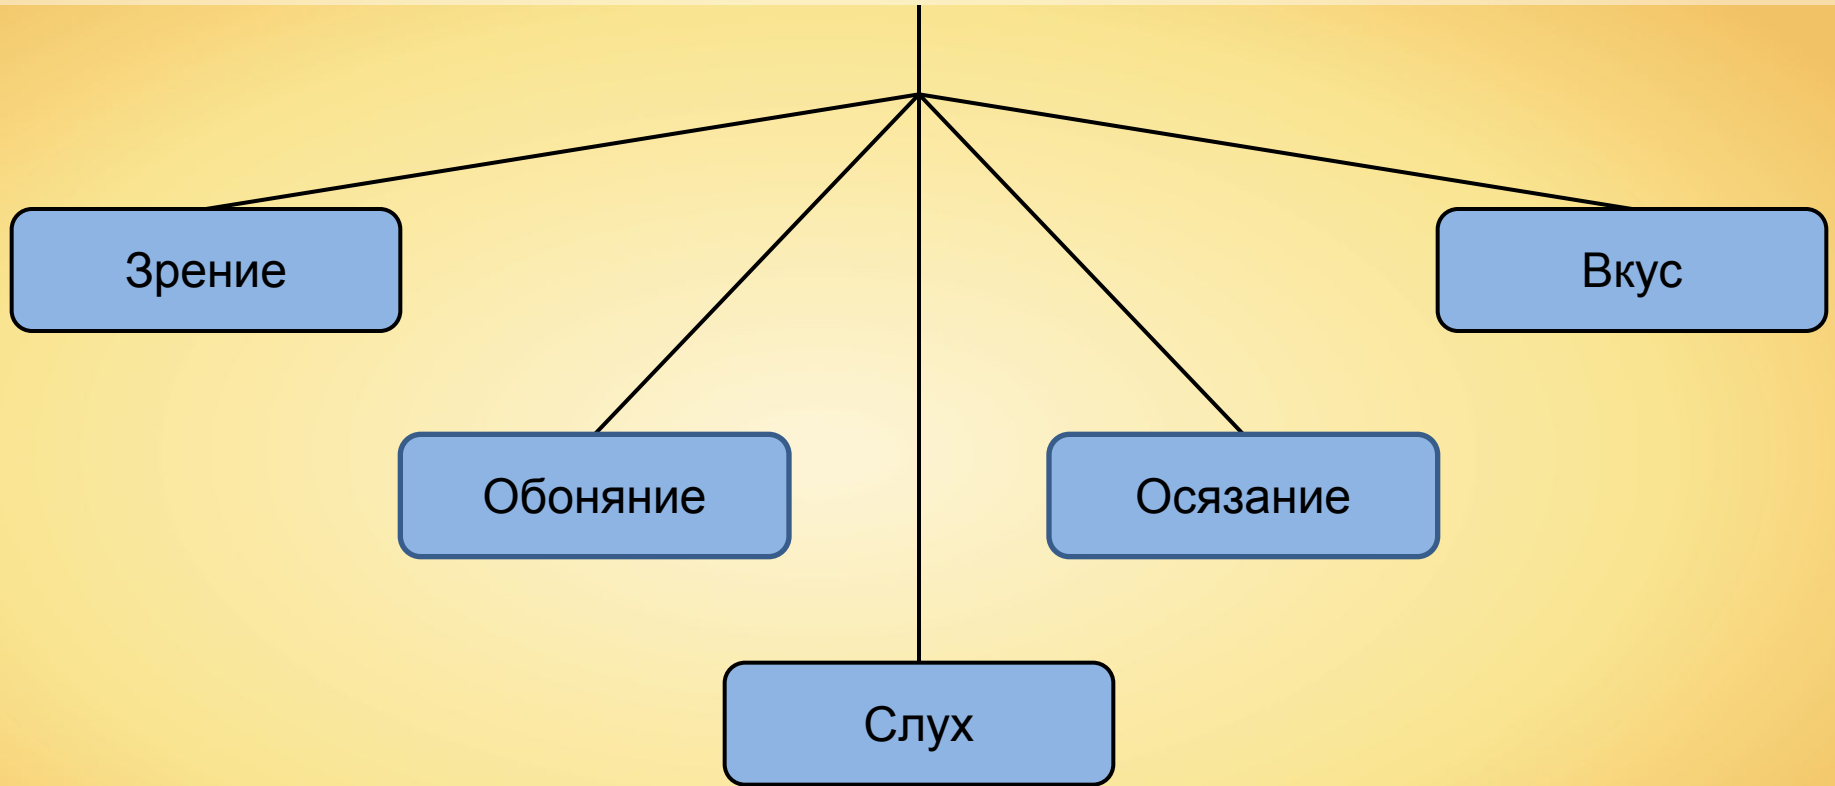 Зрение
Вкус
Обоняние
Осязание
Слух